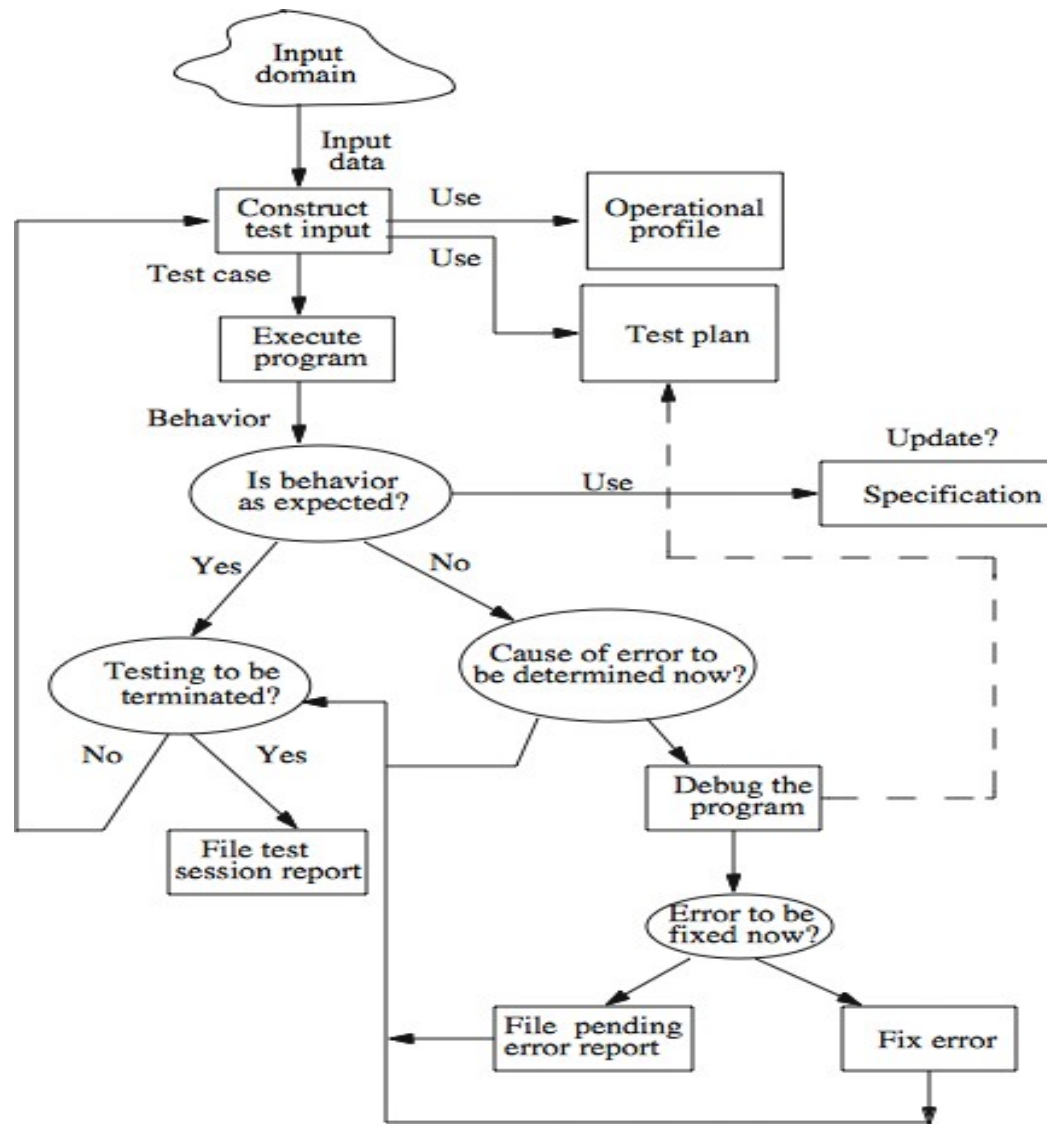 Input
domain
Input
data
Construct
test input
Use
Use
Operational
profile
Test case
Test plan
Execute
program
Behavior
Update?
Is behavior
as expected?
Use
Specification
Yes
No
Testing to be
terminated?
Cause of error to
be determined now?
No
Yes
Debug the
program
File test
session report
Error to be
fixed now?
File pending
error report
Fix error